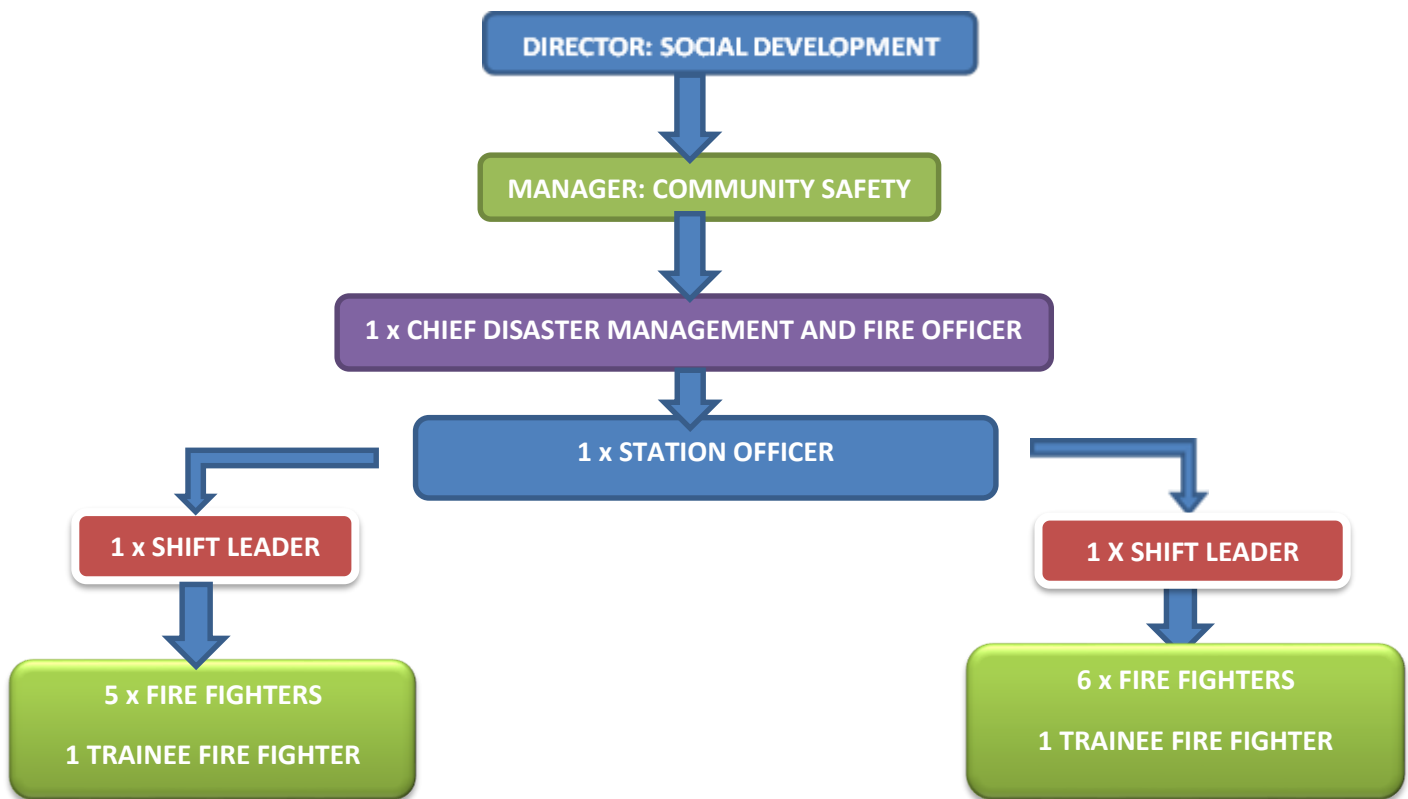 DIRECTOR: SOCIAL DEVELOPMENT
MANAGER: COMMUNITY SAFETY
1 x CHIEF DISASTER MANAGEMENT AND FIRE OFFICER
1 x STATION OFFICER
1 x SHIFT LEADER
1 X SHIFT LEADER
5 x FIRE FIGHTERS
1 TRAINEE FIRE FIGHTER
6 x FIRE FIGHTERS
1 TRAINEE FIRE FIGHTER